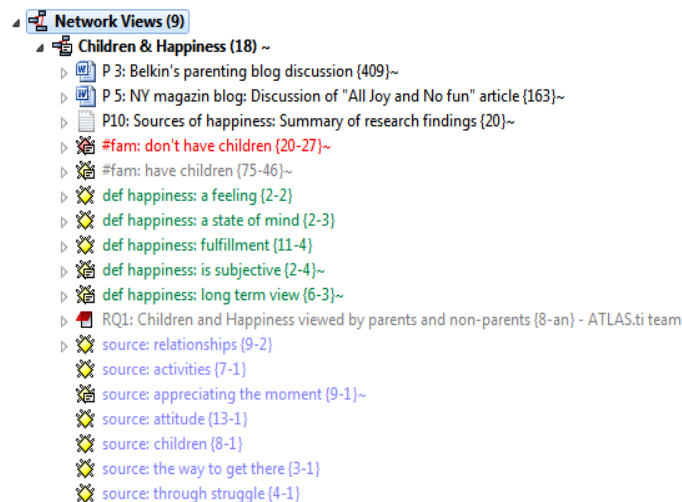 Network Views (9)
Children & Happiness (18) ~
P 3: Belkin's parenting blog discussion {409}~
P 5: NY magazin blog: Discussion of "All Joy and No fun" article {163}~
P10: Sources of happiness: Summary of research findings {20}~
#fam: don't have children {20-27}~
#fam: have children {75-46}~
def happiness: a feeling {2-2}
def happiness: a state of mind {2-3}
def happiness: fulfillment {11-4}
def happiness: is subjective {2-4}~
def happiness: long term view {6-3}~
RQ1: Children and Happiness viewed by parents and non-parents {8-an} - ATLAS.ti team
source: relationships {9-2}
source: activities {7-1}
source: appreciating the moment {9-1}~
source: attitude {13-1}
source: children {8-1}
source: the way to get there {3-1}
source: through struggle {4-1}